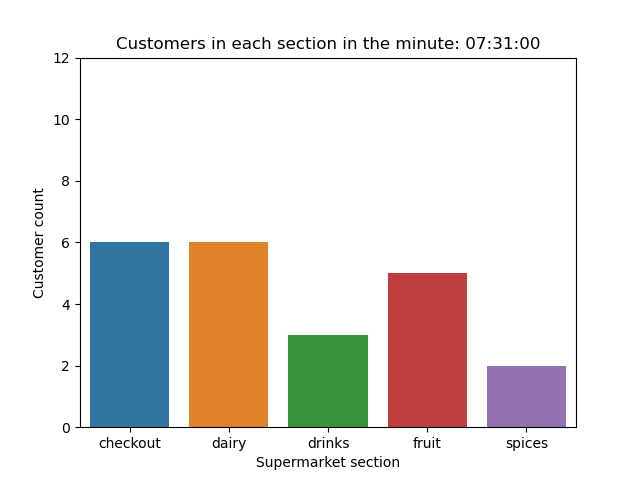 Customers in each section in the minute: 07:31:00
12
10
8
6
4
2
0
Customer count
checkout dairy drinks fruit spices
Supermarket section